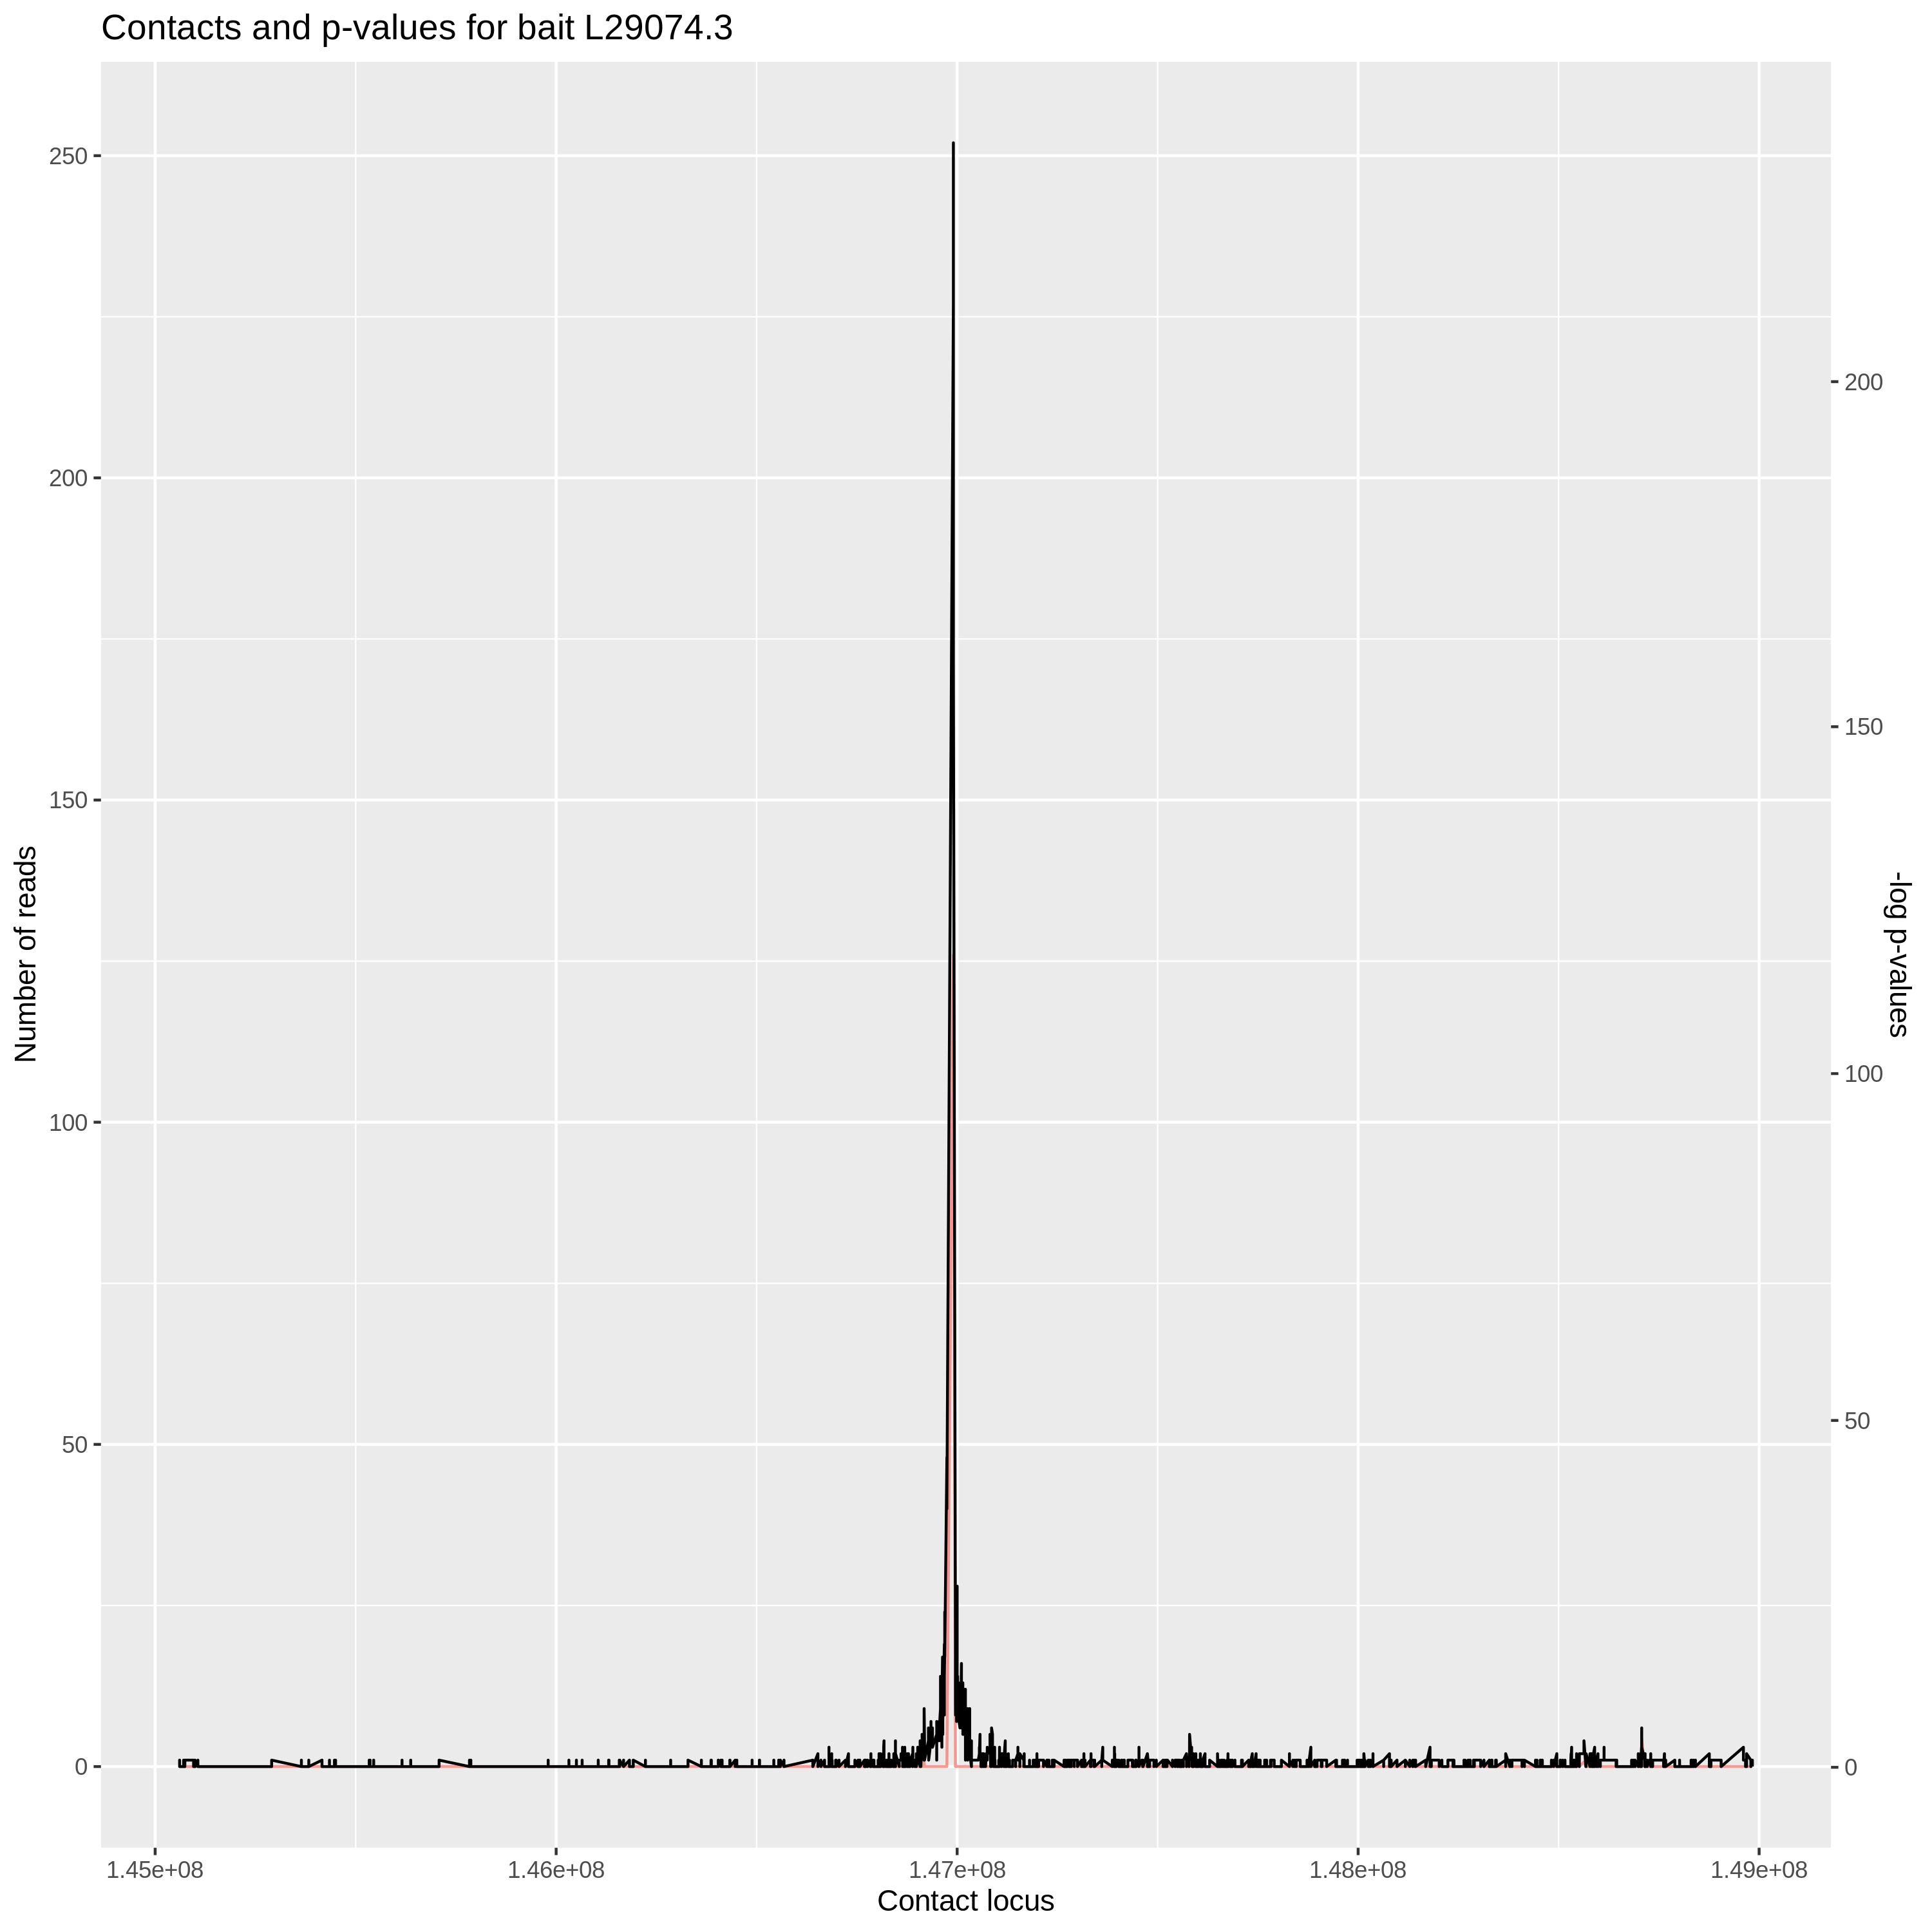 Contacts and p-values for bait L29074.3
250
200
150
100
50
0
Number of reads
200
150
100
50
0
-log p-values
1.45e+08 1.46e+08 1.47e+08 1.48e+08 1.49e+08
Contact locus